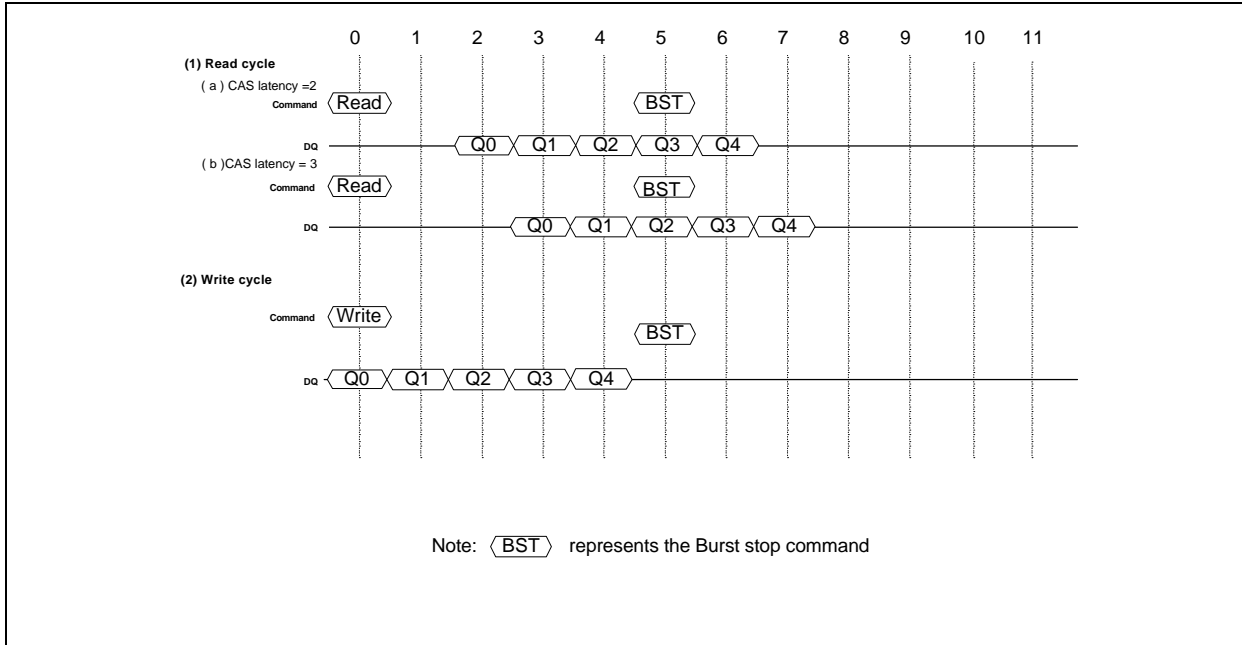 0 1 2 3 4 5 6 7 8 9 10 11
(1) Read cycle
( a ) CAS latency =2
Command Read BST
DQ Q0 Q1 Q2 Q3 Q4
( b )CAS latency = 3
Command Read BST
DQ Q0 Q1 Q2 Q3 Q4
(2) Write cycle
Command Write BST
DQ Q0 Q1 Q2 Q3 Q4
Note: BST represents the Burst stop command